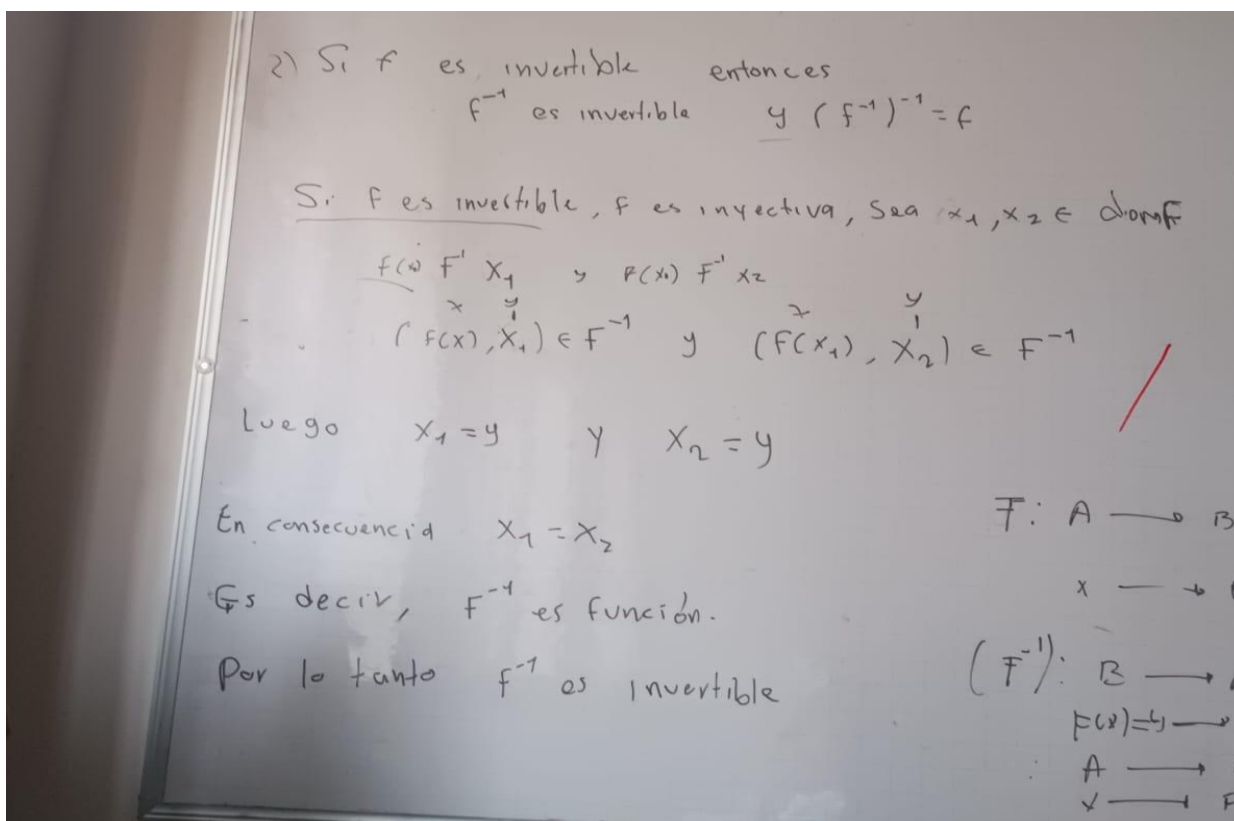 2) Si f es invertible entonces
f⁻¹ es invertible y (f⁻¹)⁻¹ = f
Si f es invertible, f es inyectiva, Sea x₁, x₂ ∈ domF
f(x) F⁻¹ x₁ y F(x₁) F⁻¹ x₂
x y x y
(F(x), x₁) ∈ F⁻¹ y (F(x₁), x₂) ∈ F⁻¹
Luego x₁ = y y x₂ = y
En consecuencia x₁ = x₂
Es decir, F⁻¹ es función.
Por lo tanto f⁻¹ es invertible
F: A → B
x →
(F⁻¹): B →
F(x)=y →
A →
x → F